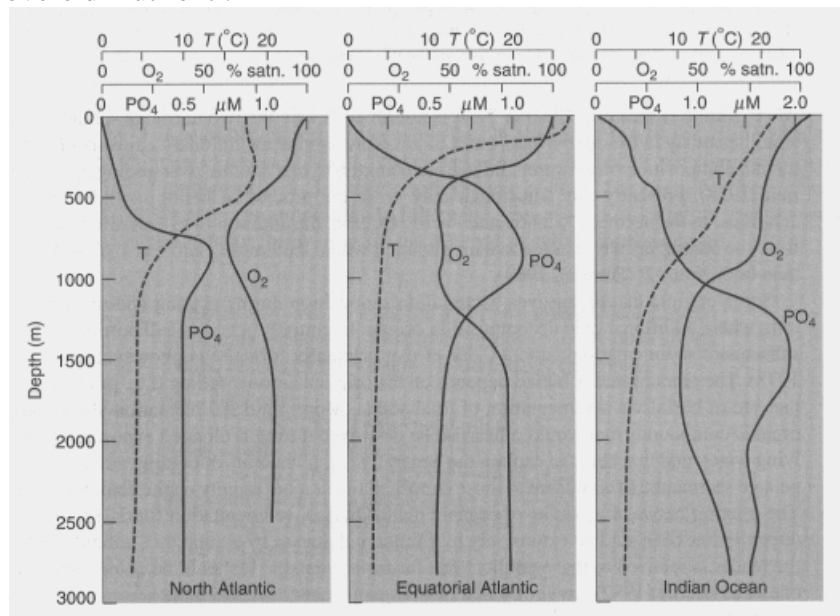 0 10 T (°C) 20 0 10 T (°C) 20 0 10 T (°C) 20
0 O₂ 50 % satn. 100 0 O₂ 50 % satn. 100 0 O₂ 50 % satn. 100
0 PO₄ 0.5 μM 1.0 0 PO₄ 0.5 μM 1.0 0 PO₄ 1.0 μM 2.0
0
500
1000
1500
2000
2500
3000
Depth (m)
T
O₂
PO₄
North Atlantic
T
O₂
PO₄
Equatorial Atlantic
T
O₂
PO₄
Indian Ocean